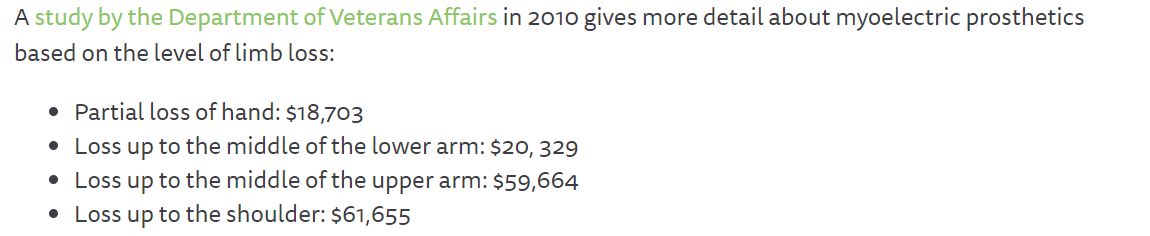 A study by the Department of Veterans Affairs in 2010 gives more detail about myoelectric prosthetics
based on the level of limb loss:
• Partial loss of hand: $18,703
• Loss up to the middle of the lower arm: $20, 329
• Loss up to the middle of the upper arm: $59,664
• Loss up to the shoulder: $61,655